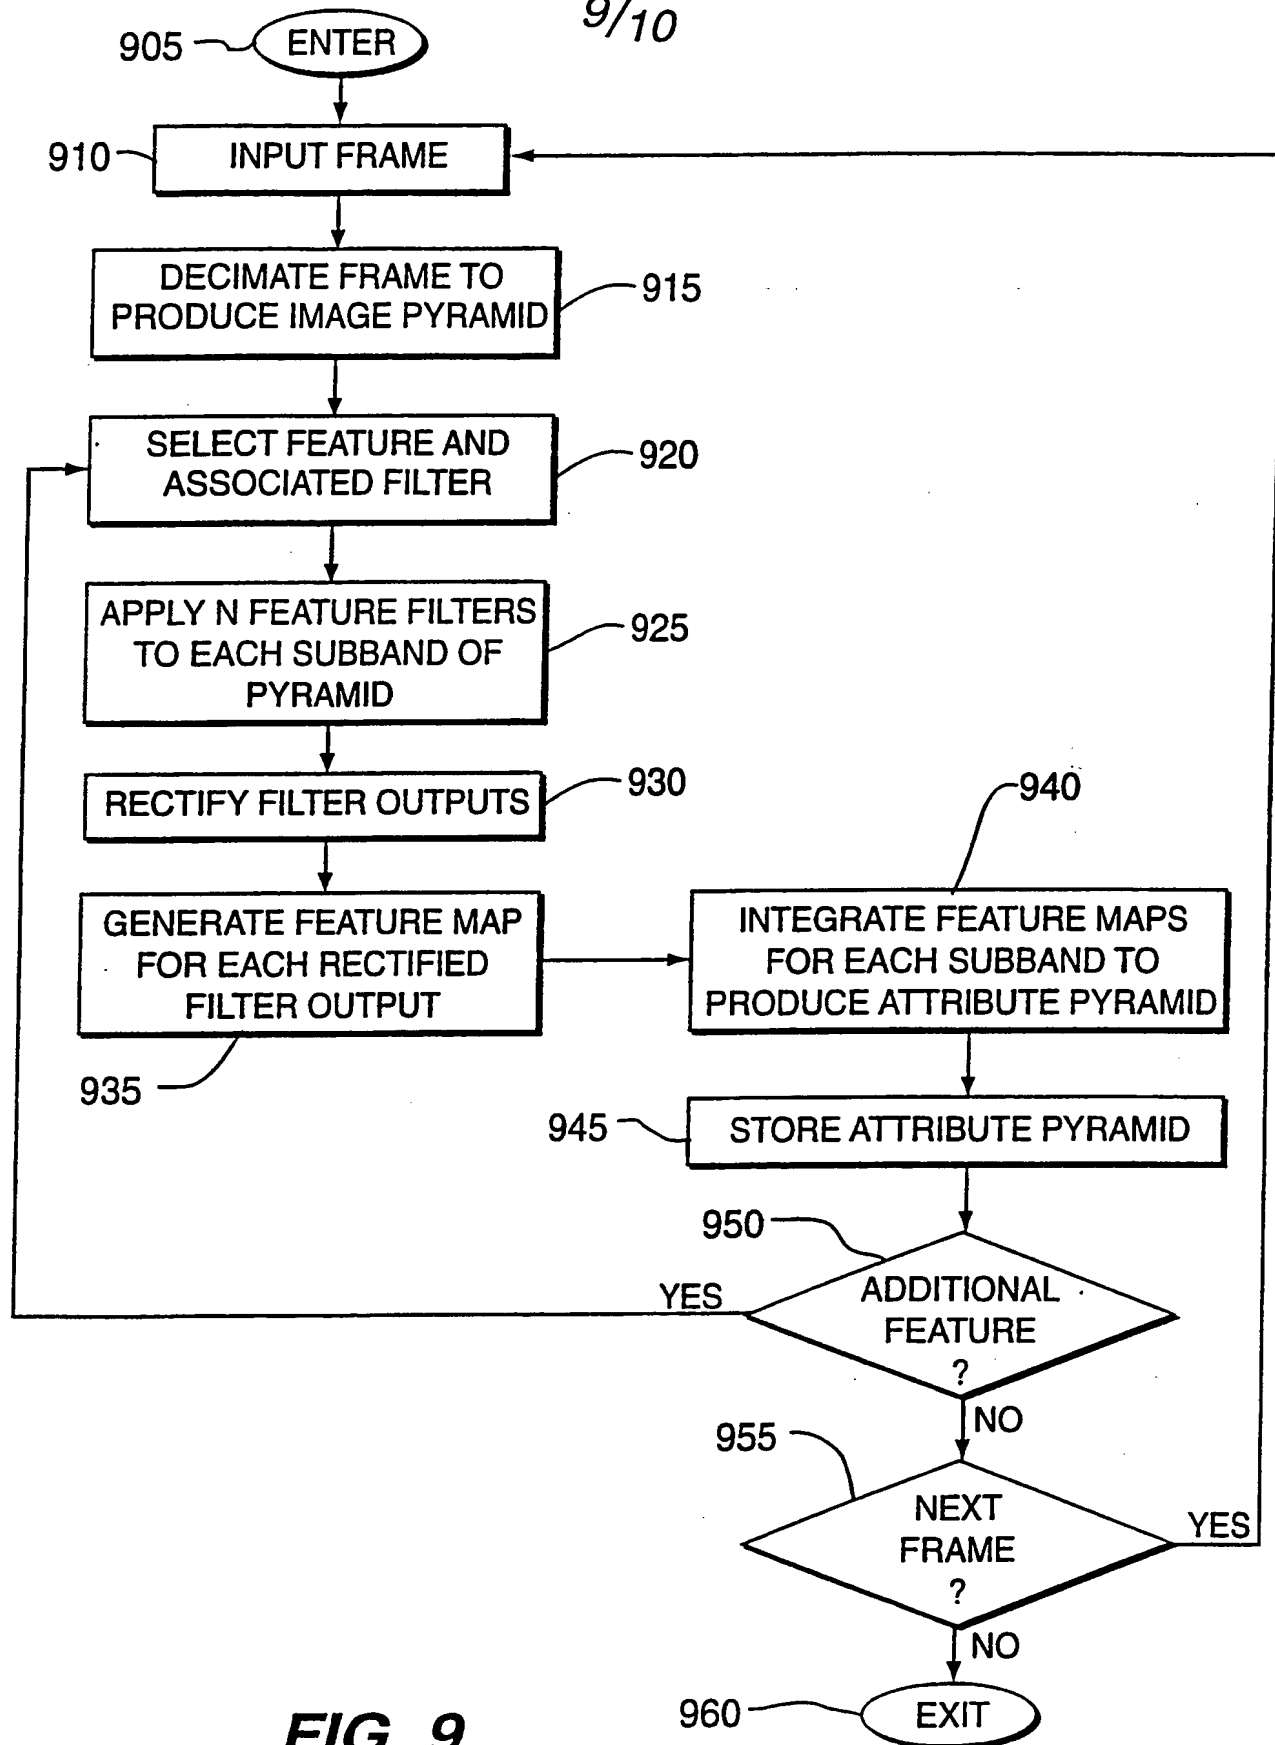 9/10
905
ENTER
910
INPUT FRAME
DECIMATE FRAME TO
PRODUCE IMAGE PYRAMID
915
SELECT FEATURE AND
ASSOCIATED FILTER
920
APPLY N FEATURE FILTERS
TO EACH SUBBAND OF
PYRAMID
925
RECTIFY FILTER OUTPUTS
930
GENERATE FEATURE MAP
FOR EACH RECTIFIED
FILTER OUTPUT
935
940
INTEGRATE FEATURE MAPS
FOR EACH SUBBAND TO
PRODUCE ATTRIBUTE PYRAMID
945
STORE ATTRIBUTE PYRAMID
950
ADDITIONAL
FEATURE
?
YES
NO
955
NEXT
FRAME
?
YES
NO
960
EXIT
FIG. 9